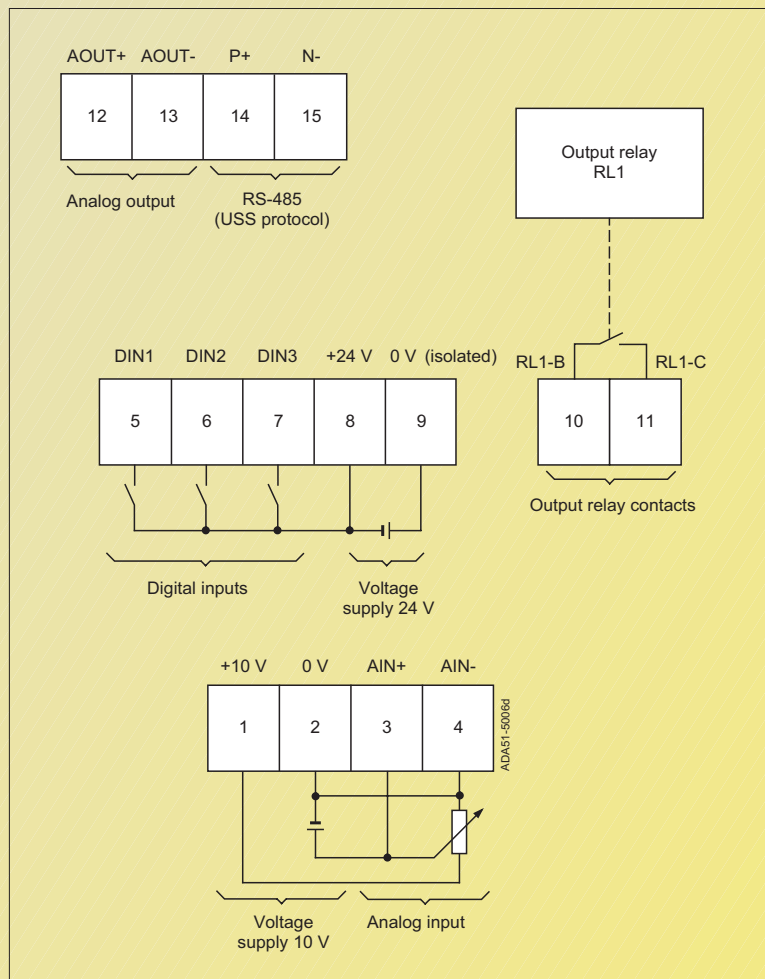 AOUT+ AOUT- P+ N-
12 13 14 15
Analog output
RS-485
(USS protocol)
Output relay
RL1
DIN1 DIN2 DIN3 +24 V 0 V (isolated)
5 6 7 8 9
Digital inputs
Voltage
supply 24 V
RL1-B RL1-C
10 11
Output relay contacts
+10 V 0 V AIN+ AIN-
1 2 3 4
ADA51-5006d
Voltage
supply 10 V
Analog input